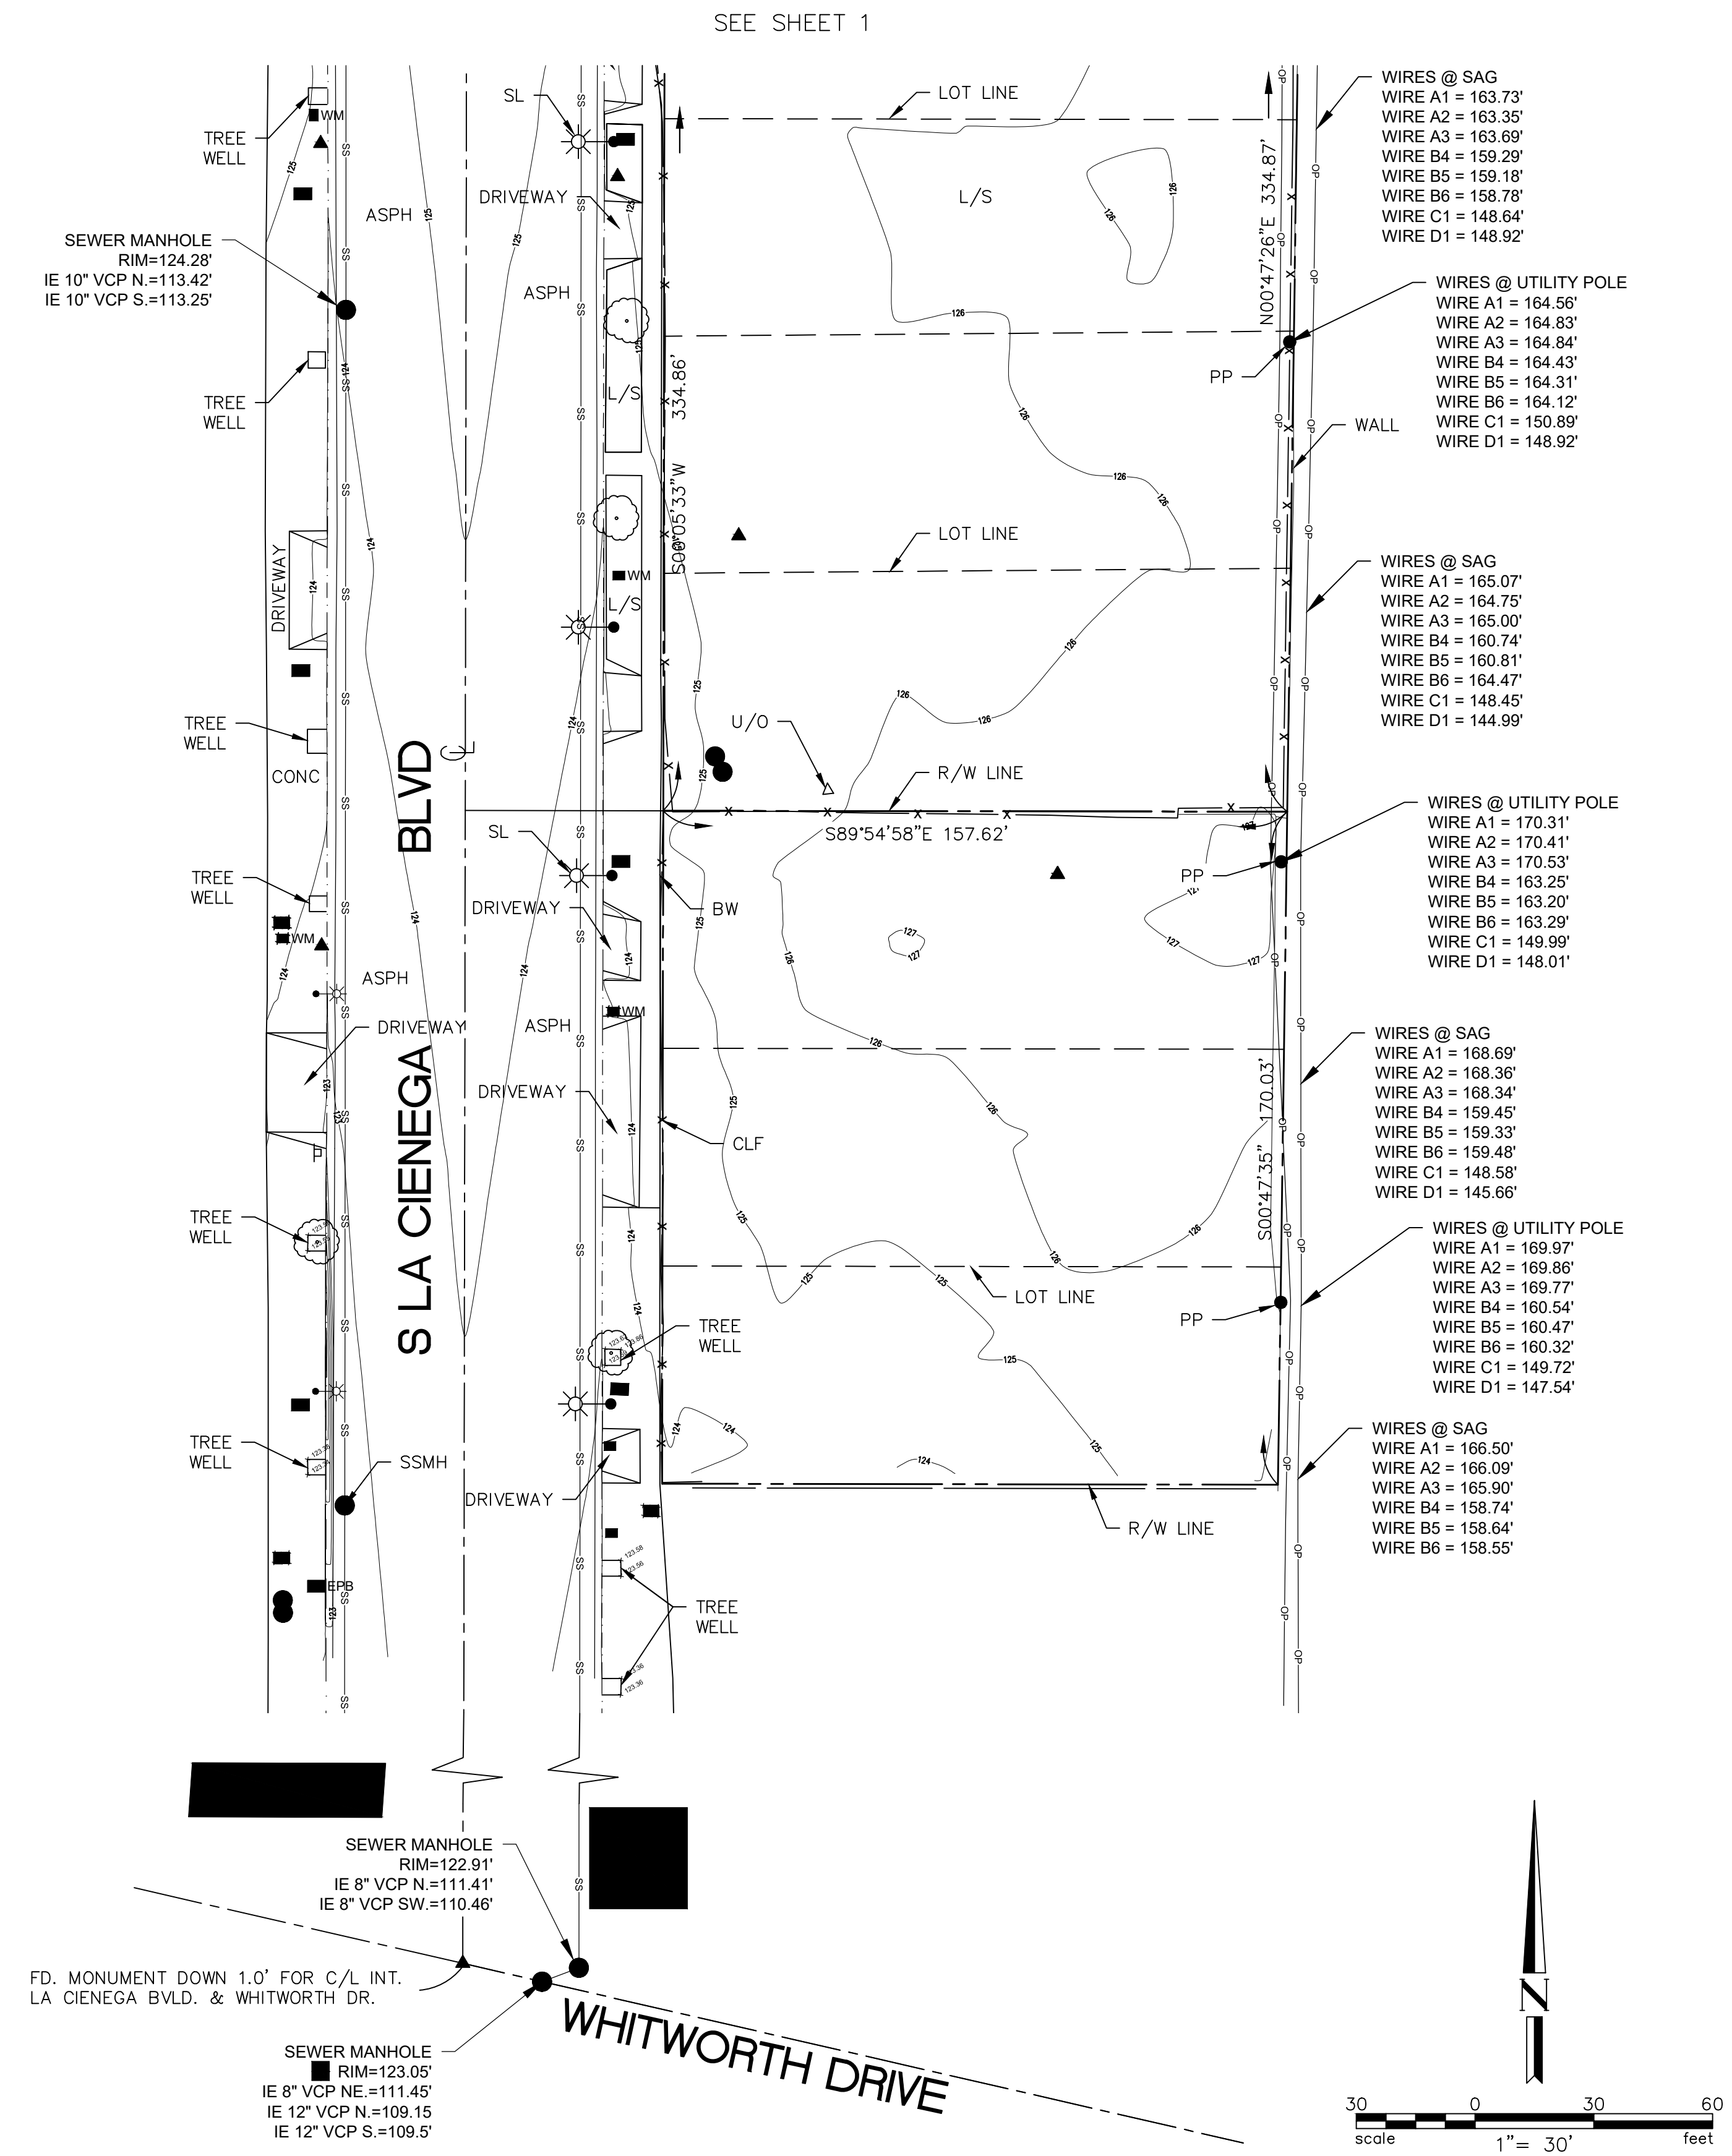 SEE SHEET 1
TREE
WELL
WM
SL
LOT LINE
WIRES @ SAG
WIRE A1 = 163.73'
WIRE A2 = 163.35'
WIRE A3 = 163.69'
WIRE B4 = 159.29'
WIRE B5 = 159.18'
WIRE B6 = 158.78'
WIRE C1 = 148.64'
WIRE D1 = 148.92'
ASPH
DRIVEWAY
L/S
N00°47'26"E 334.87'
SEWER MANHOLE
RIM=124.28'
IE 10" VCP N.=113.42'
IE 10" VCP S.=113.25'
ASPH
WIRES @ UTILITY POLE
WIRE A1 = 164.56'
WIRE A2 = 164.83'
WIRE A3 = 164.84'
WIRE B4 = 164.43'
WIRE B5 = 164.31'
WIRE B6 = 164.12'
WIRE C1 = 150.89'
WIRE D1 = 148.92'
PP
WALL
TREE
WELL
L/S
S00°05'33"W 334.86'
LOT LINE
DRIVEWAY
WM
L/S
WIRES @ SAG
WIRE A1 = 165.07'
WIRE A2 = 164.75'
WIRE A3 = 165.00'
WIRE B4 = 160.74'
WIRE B5 = 160.81'
WIRE B6 = 164.47'
WIRE C1 = 148.45'
WIRE D1 = 144.99'
TREE
WELL
CONC
U/O
R/W LINE
S89°54'58"E 157.62'
S LA CIENEGA BLVD
SL
WIRES @ UTILITY POLE
WIRE A1 = 170.31'
WIRE A2 = 170.41'
WIRE A3 = 170.53'
WIRE B4 = 163.25'
WIRE B5 = 163.20'
WIRE B6 = 163.29'
WIRE C1 = 149.99'
WIRE D1 = 148.01'
PP
TREE
WELL
WM
DRIVEWAY
BW
ASPH
ASPH
WM
DRIVEWAY
DRIVEWAY
CLF
WIRES @ SAG
WIRE A1 = 168.69'
WIRE A2 = 168.36'
WIRE A3 = 168.34'
WIRE B4 = 159.45'
WIRE B5 = 159.33'
WIRE B6 = 159.48'
WIRE C1 = 148.58'
WIRE D1 = 145.66'
S00°47'35" 170.03'
TREE
WELL
LOT LINE
PP
TREE
WELL
WIRES @ UTILITY POLE
WIRE A1 = 169.97'
WIRE A2 = 169.86'
WIRE A3 = 169.77'
WIRE B4 = 160.54'
WIRE B5 = 160.47'
WIRE B6 = 160.32'
WIRE C1 = 149.72'
WIRE D1 = 147.54'
TREE
WELL
SSMH
DRIVEWAY
R/W LINE
WIRES @ SAG
WIRE A1 = 166.50'
WIRE A2 = 166.09'
WIRE A3 = 165.90'
WIRE B4 = 158.74'
WIRE B5 = 158.64'
WIRE B6 = 158.55'
EPB
123.58
123.56
TREE
WELL
123.36
123.36
SEWER MANHOLE
RIM=122.91'
IE 8" VCP N.=111.41'
IE 8" VCP SW.=110.46'
FD. MONUMENT DOWN 1.0' FOR C/L INT.
LA CIENEGA BVLD. & WHITWORTH DR.
WHITWORTH DRIVE
SEWER MANHOLE
RIM=123.05'
IE 8" VCP NE.=111.45'
IE 12" VCP N.=109.15
IE 12" VCP S.=109.5'
N
30 0 30 60
scale 1"= 30' feet